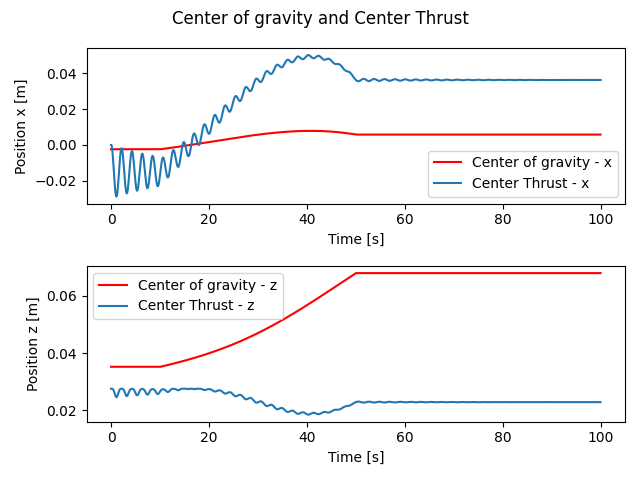 Center of gravity and Center Thrust
Position x [m]
0.04
0.02
0.00
−0.02
Center of gravity - x
Center Thrust - x
0 20 40 60 80 100
Time [s]
Position z [m]
0.06
0.04
0.02
Center of gravity - z
Center Thrust - z
0 20 40 60 80 100
Time [s]